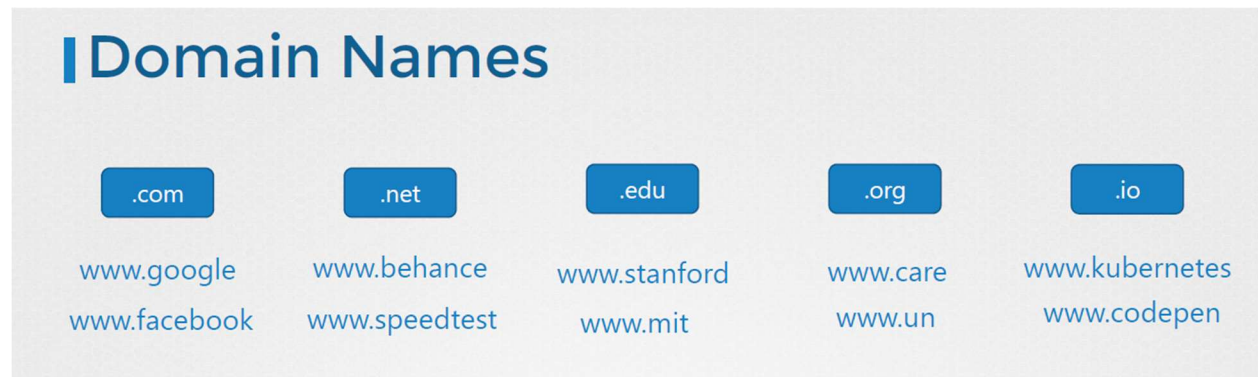 Domain Names
.com .net .edu .org .io
www.google www.behance www.stanford www.care www.kubernetes
www.facebook www.speedtest www.mit www.un www.codepen